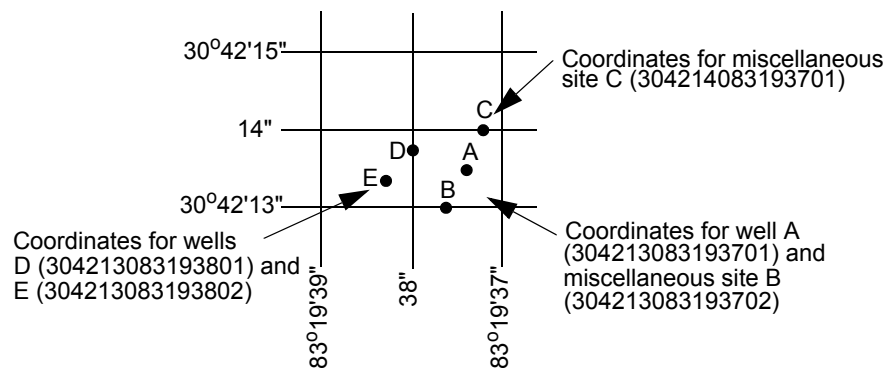 30°42'15"
Coordinates for miscellaneous
site C (304214083193701)
C
14"
D
A
E
B
30°42'13"
Coordinates for wells
D (304213083193801) and
E (304213083193802)
Coordinates for well A
(304213083193701) and
miscellaneous site B
(304213083193702)
83°19'39"
38"
83°19'37"